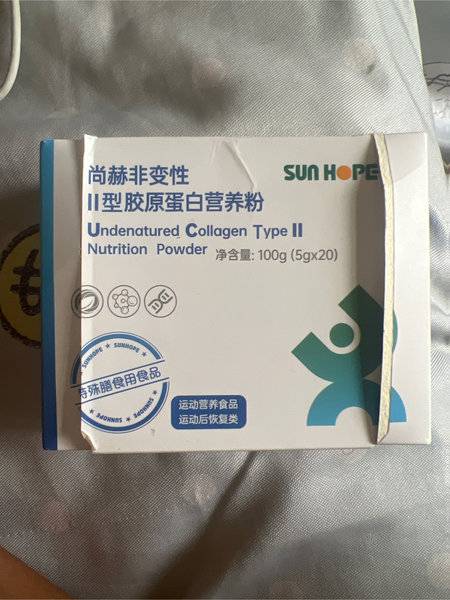 尚赫非变性
SUN HOPE
II型胶原蛋白营养粉
Undenatured Collagen Type II
Nutrition Powder 净含量: 100g (5gx20)
SUNHOPE
特殊膳食用食品
SUNHOPE
运动营养食品
运动后恢复类